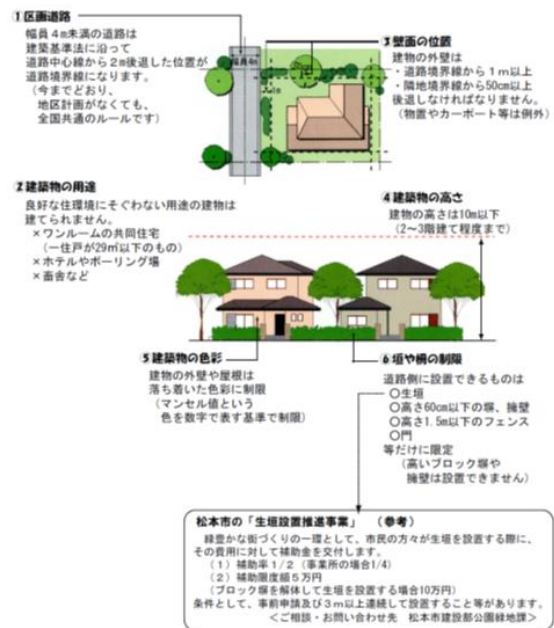 ①区画道路
幅員4m未満の道路は
建築基準法に沿って
道路中心線から2m後退した位置が
道路境界線になります。
(今までどおり、
地区計画がなくても、
全国共通のルールです)
幅員4m
1m
③壁面の位置
建物の外壁は
・道路境界線から1m以上
・隣地境界線から50cm以上
後退しなければなりません。
(物置やカーポート等は例外)
②建築物の用途
良好な住環境にそぐわない用途の建物は
建てられません。
×ワンルームの共同住宅
(一住戸が29㎡以下のもの)
×ホテルやボーリング場
×畜舎など
④建築物の高さ
建物の高さは10m以下
(2~3階建て程度まで)
⑤建築物の色彩
建物の外壁や屋根は
落ち着いた色彩に制限
(マンセル値という
色を数字で表す基準で制限)
⑥垣や柵の制限
道路側に設置できるものは
○生垣
○高さ60cm以下の塀、擁壁
○高さ1.5m以下のフェンス
○門
等だけに限定
(高いブロック塀や
擁壁は設置できません)
松本市の「生垣設置推進事業」 (参考)
緑豊かな街づくりの一環として、市民の方々が生垣を設置する際に、
その費用に対して補助金を交付します。
(1)補助率1/2(事業所の場合1/4)
(2)補助限度額5万円
(ブロック塀を解体して生垣を設置する場合10万円)
条件として、事前申請及び3m以上連続して設置すること等があります。
<ご相談・お問い合わせ先 松本市建設部公園緑地課>